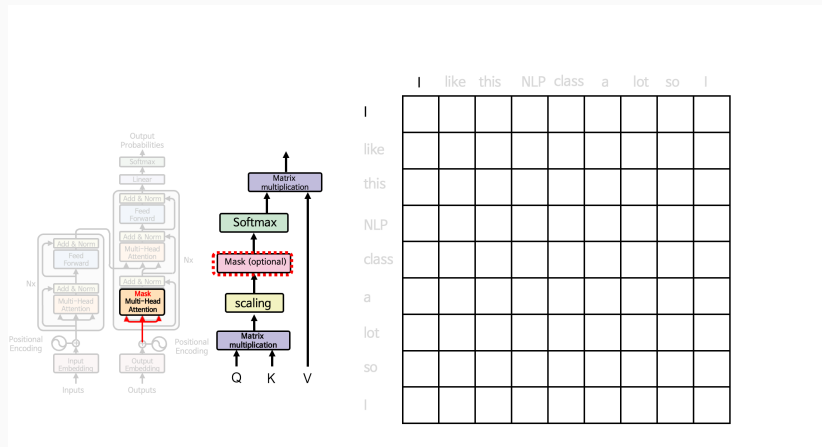 Output
Probabilities
Softmax
Linear
Add & Norm
Feed
Forward
Add & Norm
Multi-Head
Attention
Nx
Add & Norm
Mask
Multi-Head
Attention
Positional
Encoding
Output
Embedding
Outputs
Add & Norm
Feed
Forward
Nx
Add & Norm
Multi-Head
Attention
Positional
Encoding
Input
Embedding
Inputs
Matrix
multiplication
Softmax
Mask (optional)
scaling
Matrix
multiplication
Q K V
I like this NLP class a lot so I
I
like
this
NLP
class
a
lot
so
I